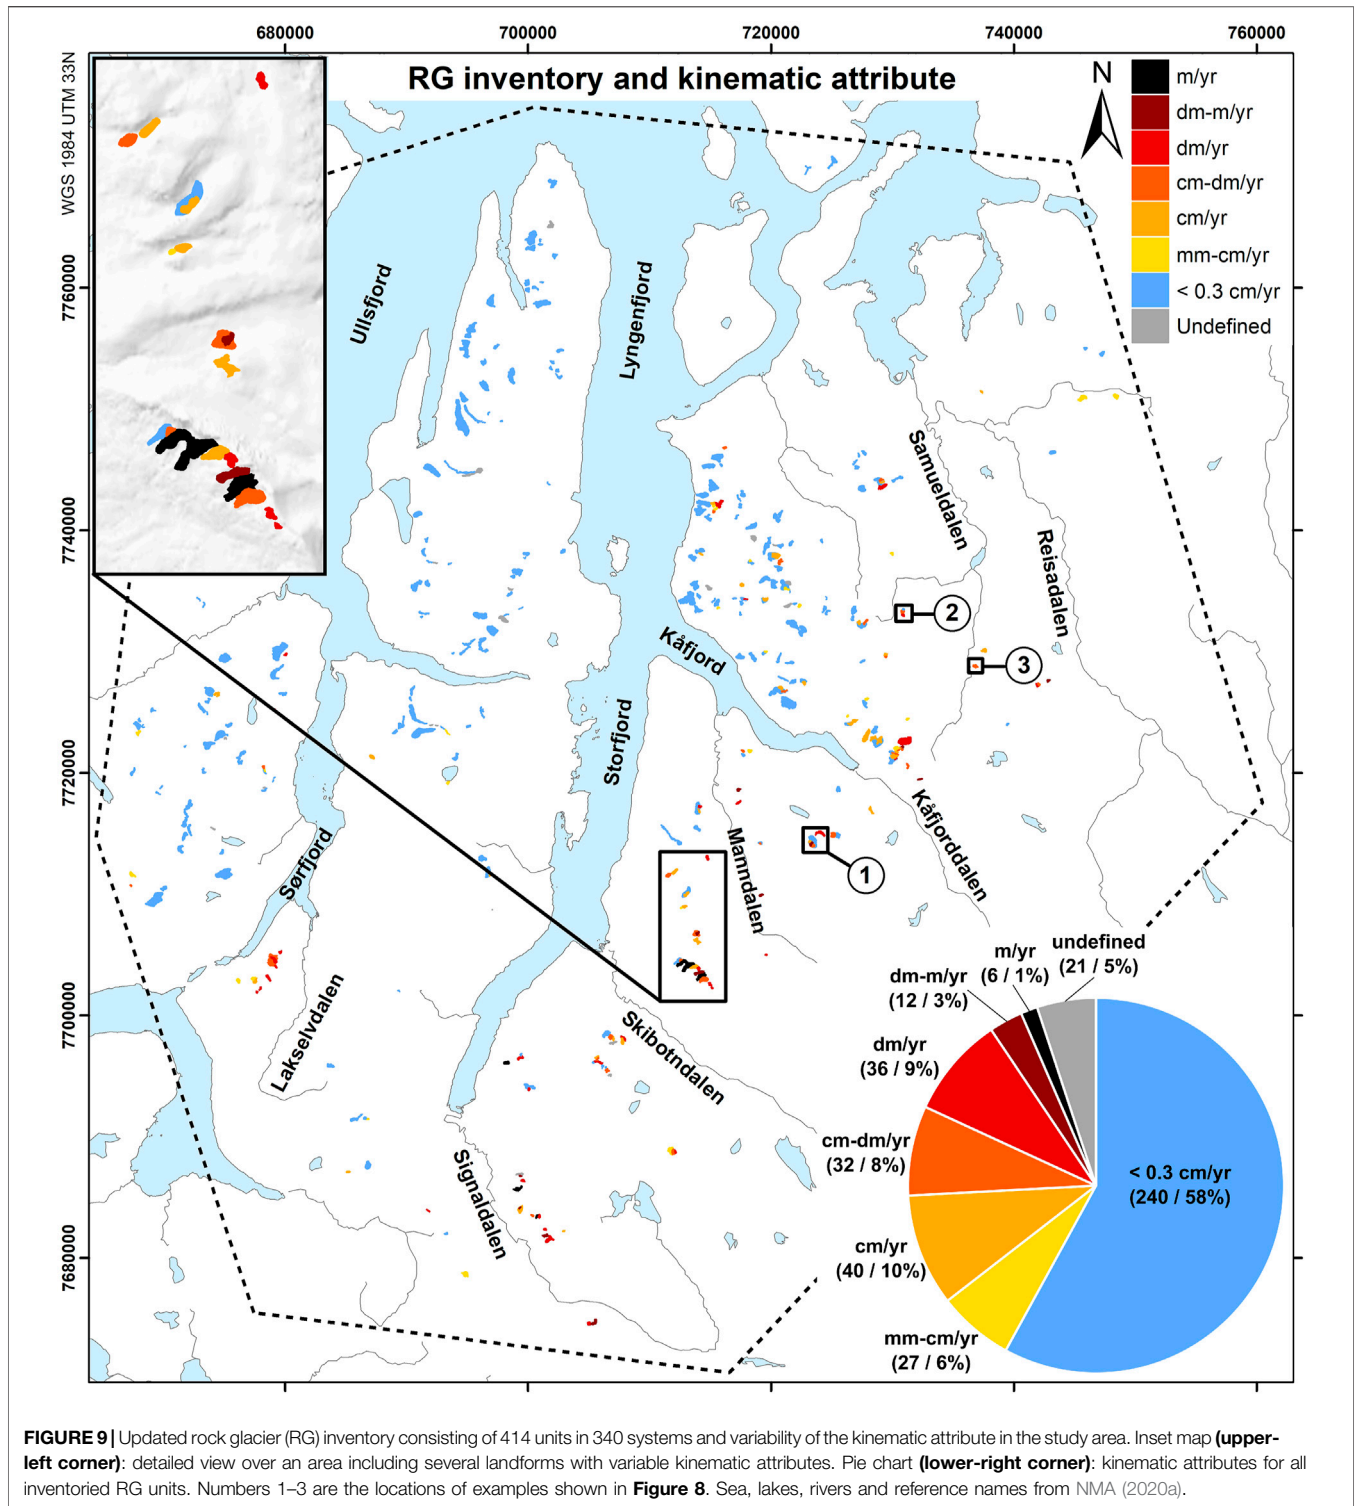 680000 700000 720000 740000 760000
WGS 1984 UTM 33N
RG inventory and kinematic attribute
N
m/yr
dm-m/yr
dm/yr
cm-dm/yr
cm/yr
mm-cm/yr
< 0.3 cm/yr
Undefined
7760000
7740000
7720000
7700000
7680000
Ullsfjord
Lyngenfjord
Samueldalen
Reisadalen
2
3
Kåfjord
Storfjord
Sørfjord
Manndalen
Kåfjorddalen
1
Lakselvdalen
Skibotndalen
Signaldalen
undefined
(21 / 5%)
m/yr
(6 / 1%)
dm-m/yr
(12 / 3%)
dm/yr
(36 / 9%)
cm-dm/yr
(32 / 8%)
cm/yr
(40 / 10%)
mm-cm/yr
(27 / 6%)
< 0.3 cm/yr
(240 / 58%)
FIGURE 9 | Updated rock glacier (RG) inventory consisting of 414 units in 340 systems and variability of the kinematic attribute in the study area. Inset map (upper-
left corner): detailed view over an area including several landforms with variable kinematic attributes. Pie chart (lower-right corner): kinematic attributes for all
inventoried RG units. Numbers 1–3 are the locations of examples shown in Figure 8. Sea, lakes, rivers and reference names from NMA (2020a).